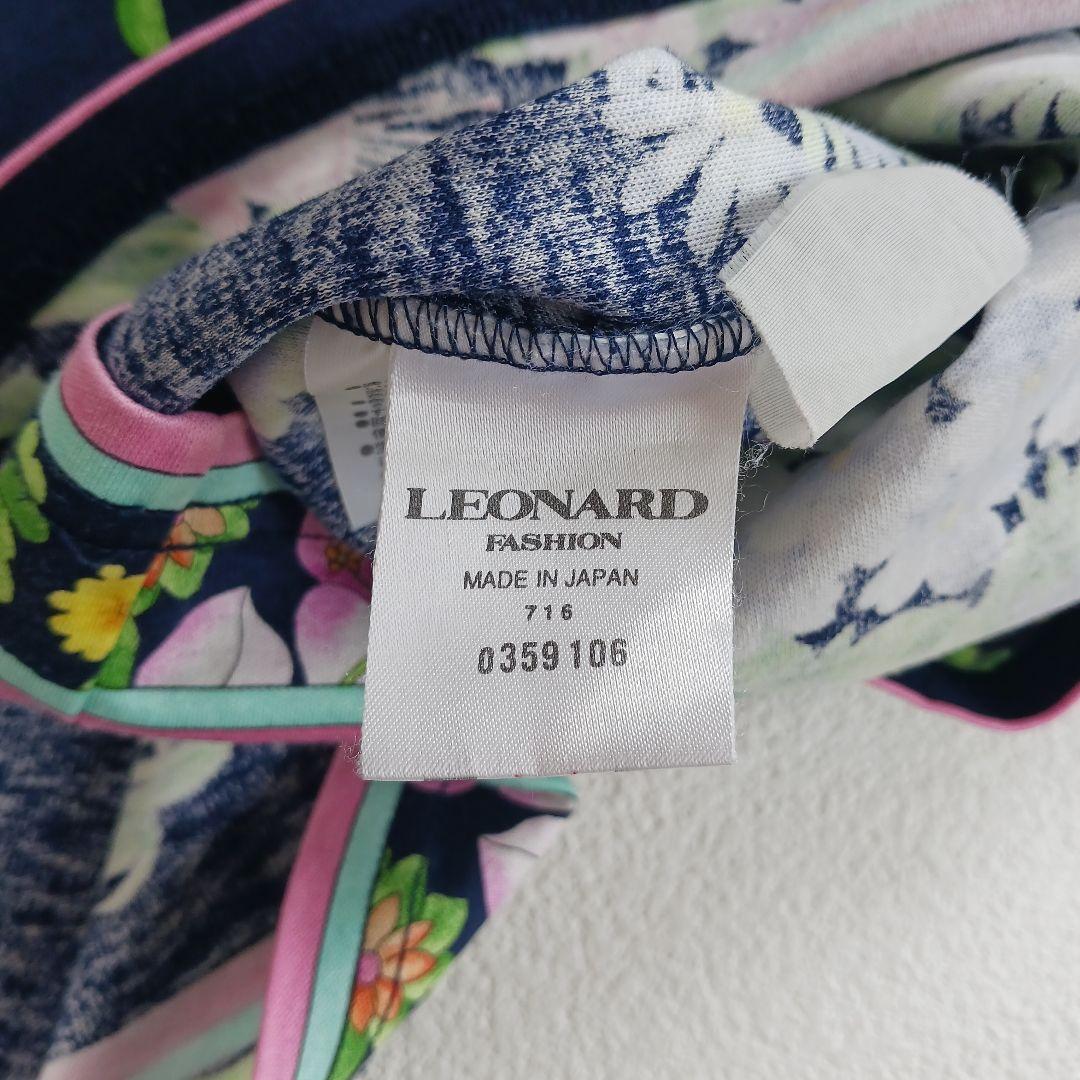 LEONARD
FASHION
MADE IN JAPAN
716
0359106